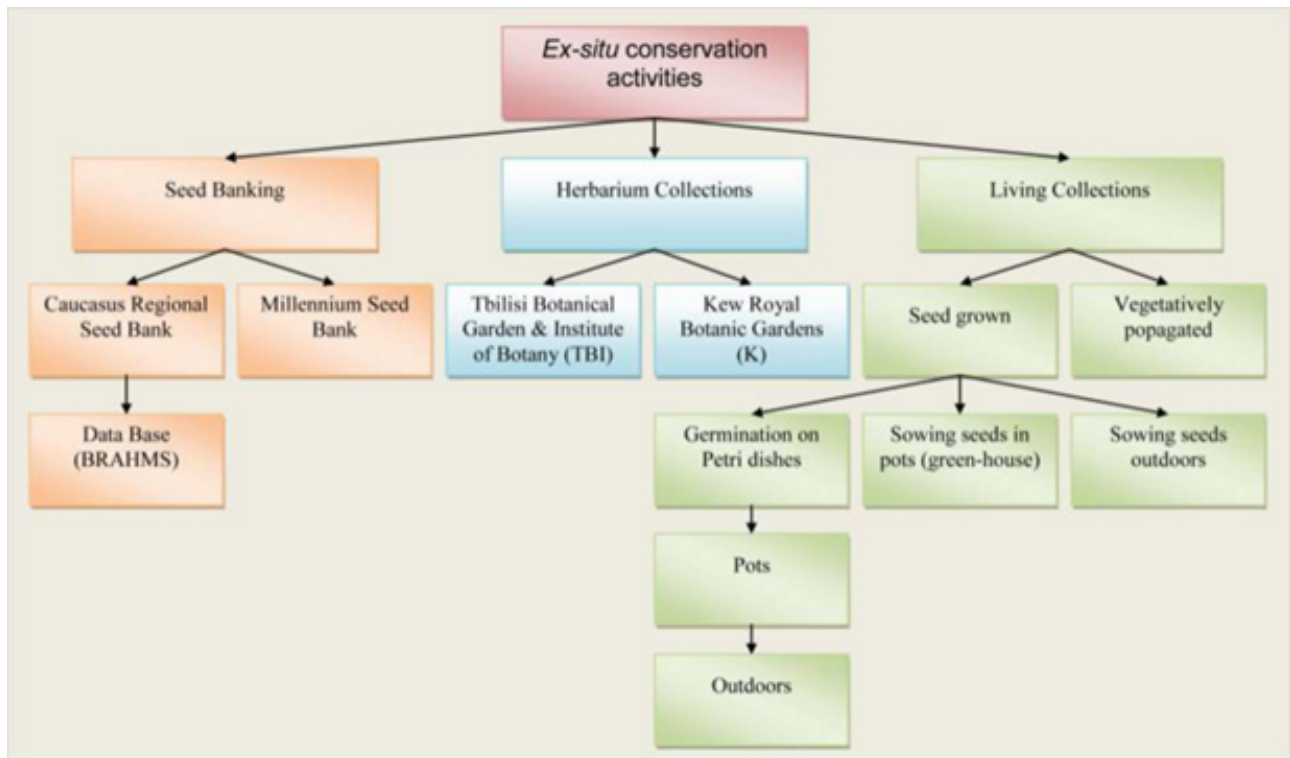 Ex-situ conservation
activities
Seed Banking
Herbarium Collections
Living Collections
Caucasus Regional
Seed Bank
Millennium Seed
Bank
Tbilisi Botanical
Garden & Institute
of Botany (TBI)
Kew Royal
Botanic Gardens
(K)
Seed grown
Vegetatively
popagated
Data Base
(BRAHMS)
Germination on
Petri dishes
Sowing seeds in
pots (green-house)
Sowing seeds
outdoors
Pots
Outdoors